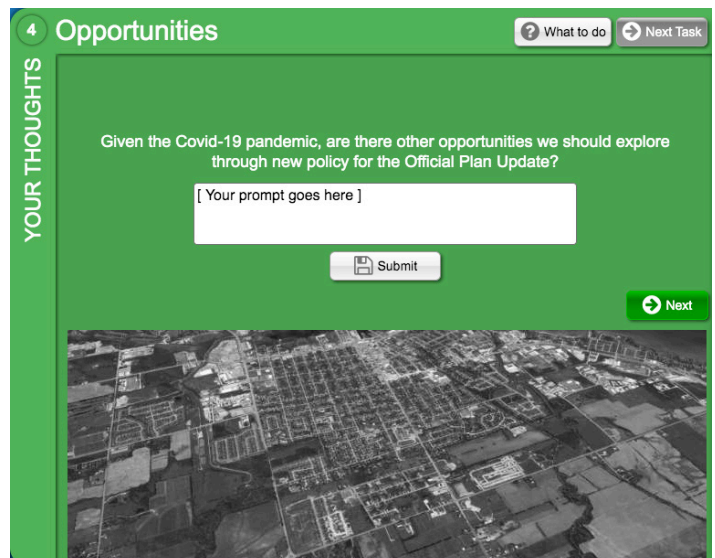 4
Opportunities
What to do
Next Task
YOUR THOUGHTS
Given the Covid-19 pandemic, are there other opportunities we should explore
through new policy for the Official Plan Update?
[ Your prompt goes here ]
Submit
Next